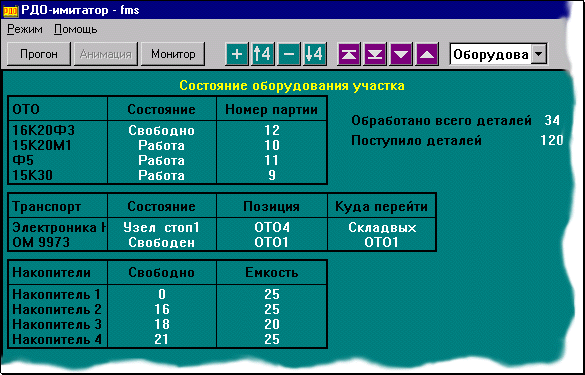 РДО-имитатор - fms
Режим Помощь
Прогон Анимация Монитор + 4 - 4 Оборудова
Состояние оборудования участка
ОТО Состояние Номер партии
16К20Ф3 Свободно 12
15К20М1 Работа 10
Ф5 Работа 11
15К30 Работа 9
Обработано всего деталей 34
Поступило деталей 120
Транспорт Состояние Позиция Куда перейти
Электроника Н Узел стоп1 ОТО4 Складвых
ОМ 9973 Свободен ОТО1 ОТО1
Накопители Свободно Емкость
Накопитель 1 0 25
Накопитель 2 16 25
Накопитель 3 18 20
Накопитель 4 21 25